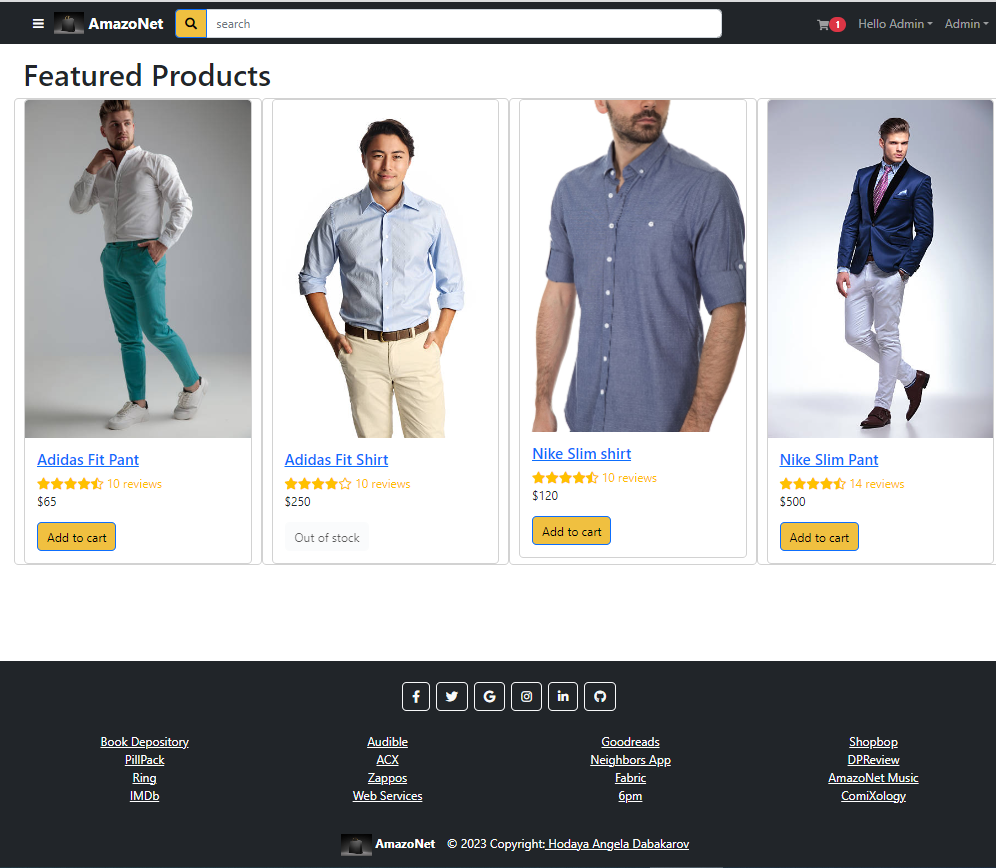 AmazoNet search 1 Hello Admin Admin
Featured Products
Adidas Fit Pant
10 reviews
$65
Add to cart
Adidas Fit Shirt
10 reviews
$250
Out of stock
Nike Slim shirt
10 reviews
$120
Add to cart
Nike Slim Pant
14 reviews
$500
Add to cart
Book Depository
PillPack
Ring
IMDb
Audible
ACX
Zappos
Web Services
Goodreads
Neighbors App
Fabric
6pm
Shopbop
DPReview
AmazoNet Music
ComiXology
AmazoNet © 2023 Copyright: Hodaya Angela Dabakarov